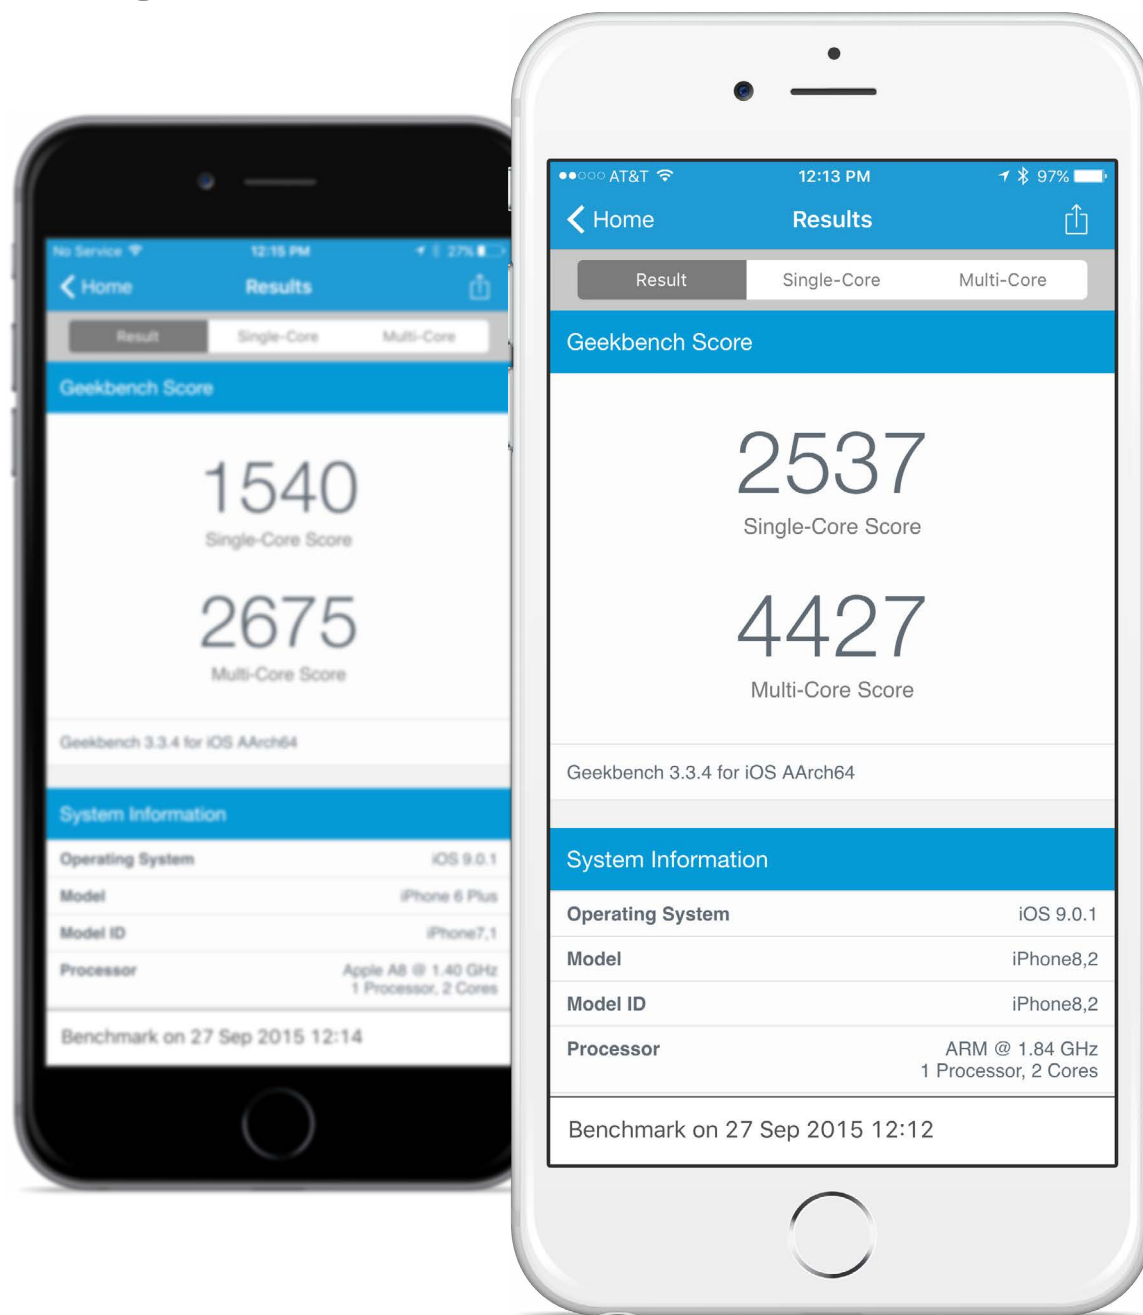 No Service 12:15 PM 27%
Home Results
Result Single-Core Multi-Core
Geekbench Score
1540
Single-Core Score
2675
Multi-Core Score
Geekbench 3.3.4 for iOS AArch64
System Information
Operating System iOS 9.0.1
Model iPhone 6 Plus
Model ID iPhone7,1
Processor Apple A8 @ 1.40 GHz
1 Processor, 2 Cores
Benchmark on 27 Sep 2015 12:14
AT&T 12:13 PM 97%
Home Results
Result Single-Core Multi-Core
Geekbench Score
2537
Single-Core Score
4427
Multi-Core Score
Geekbench 3.3.4 for iOS AArch64
System Information
Operating System iOS 9.0.1
Model iPhone8,2
Model ID iPhone8,2
Processor ARM @ 1.84 GHz
1 Processor, 2 Cores
Benchmark on 27 Sep 2015 12:12